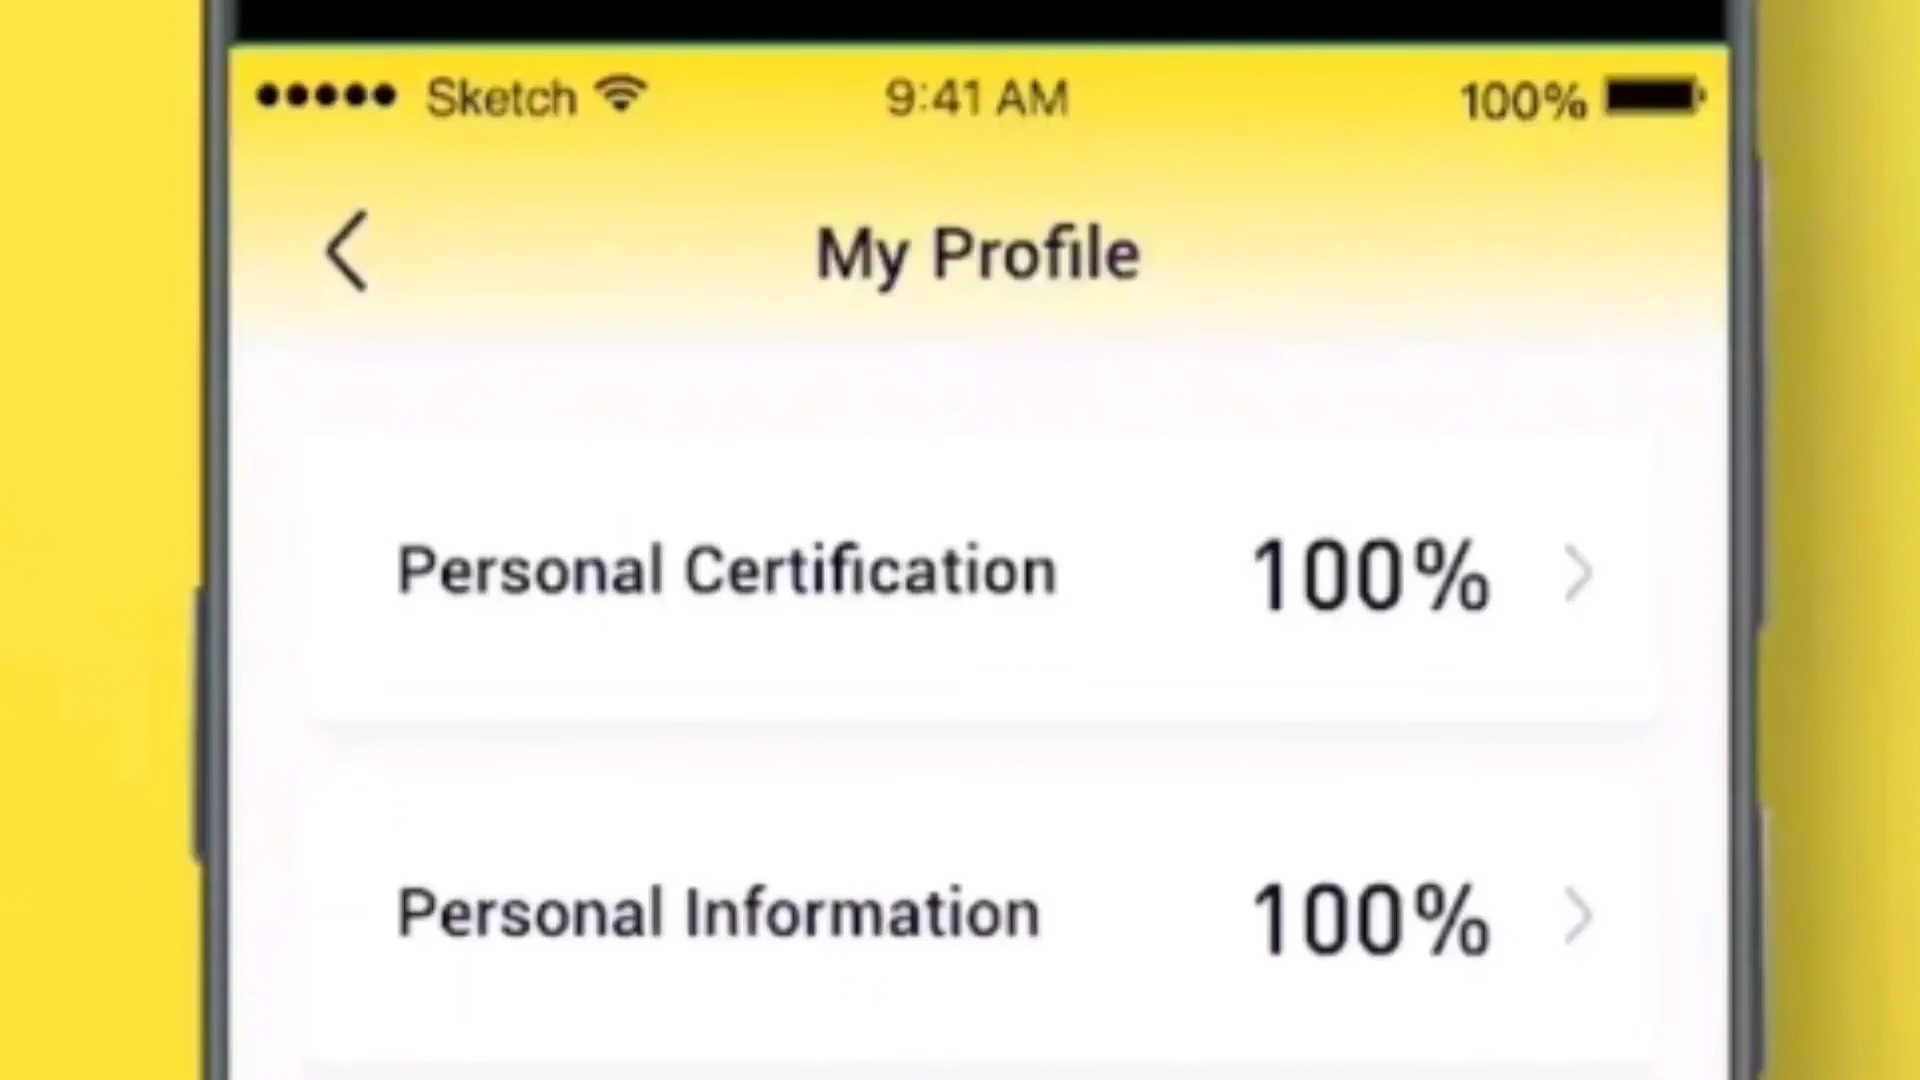 Sketch 9:41 AM 100%
My Profile
Personal Certification 100%
Personal Information 100%